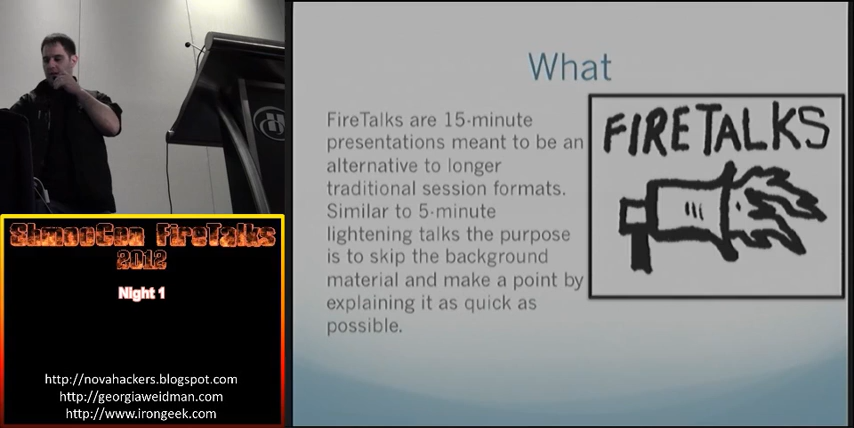 What
FireTalks are 15-minute
presentations meant to be an
alternative to longer
traditional session formats.
Similar to 5-minute
lightening talks the purpose
is to skip the background
material and make a point by
explaining it as quick as
possible.
FIRETALKS
ShmooCon FireTalks
2012
Night 1
http://novahackers.blogspot.com
http://georgiaweidman.com
http://www.irongeek.com